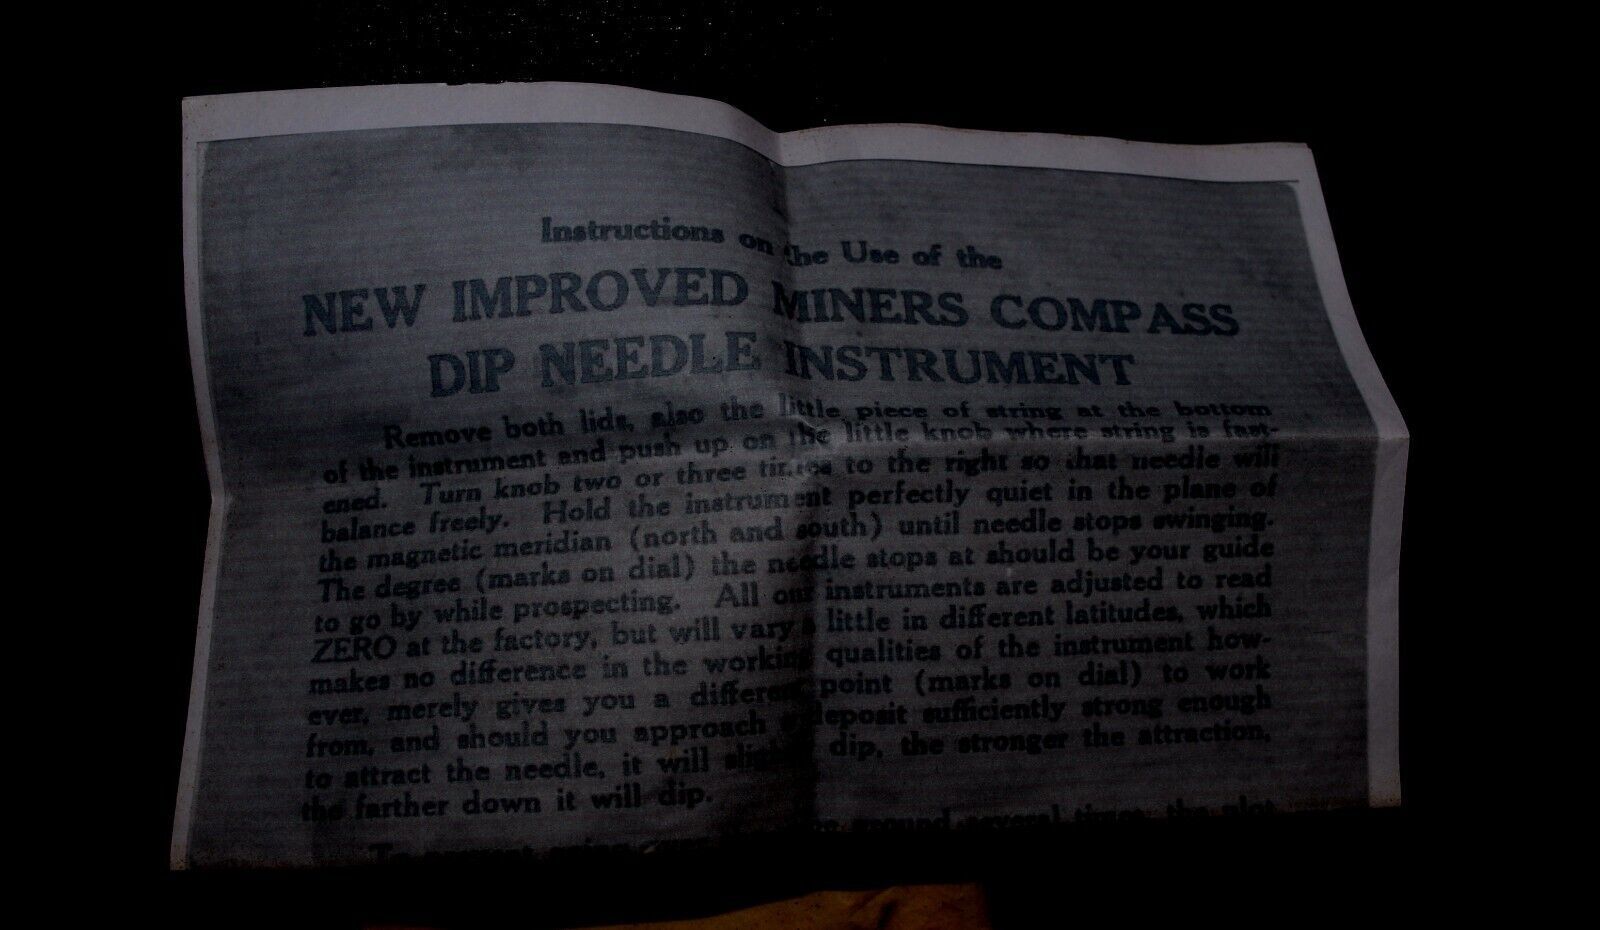 Instructions on the Use of the
NEW IMPROVED MINERS COMPASS
DIP NEEDLE INSTRUMENT
Remove both lids, also the little piece of string at the bottom
of the instrument and push up on the little knob where string is fast-
ened. Turn knob two or three times to the right so that needle will
balance freely. Hold the instrument perfectly quiet in the plane of
the magnetic meridian (north and south) until needle stops swinging.
The degree (marks on dial) the needle stops at should be your guide
to go by while prospecting. All our instruments are adjusted to read
ZERO at the factory, but will vary a little in different latitudes, which
makes no difference in the working qualities of the instrument how-
ever, merely gives you a different point (marks on dial) to work
from, and should you approach a deposit sufficiently strong enough
to attract the needle, it will slightly dip, the stronger the attraction,
the farther down it will dip.
To ground several times, the